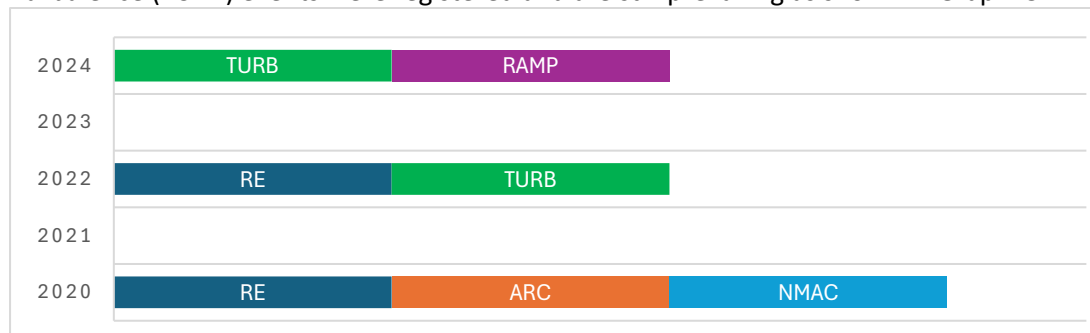 2024 TURB RAMP
2023
2022 RE TURB
2021
2020 RE ARC NMAC